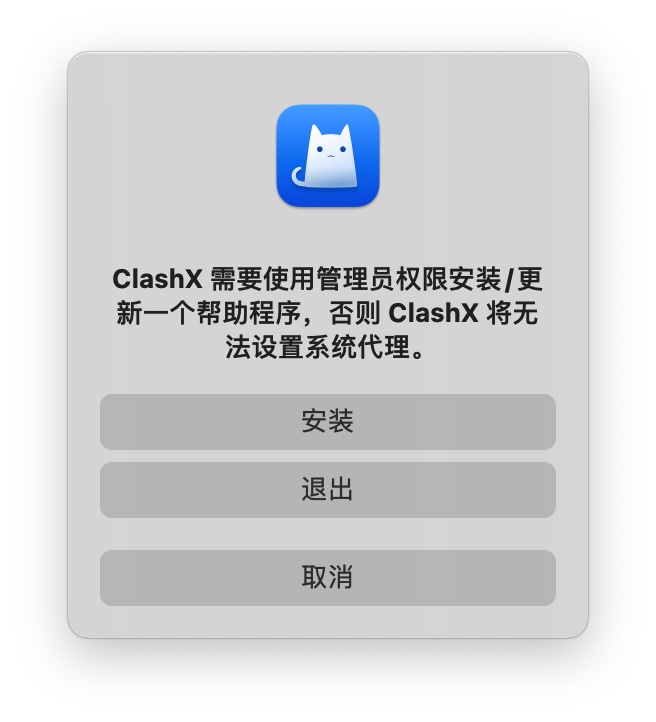 ClashX 需要使用管理员权限安装/更
新一个帮助程序，否则 ClashX 将无
法设置系统代理。
安装
退出
取消